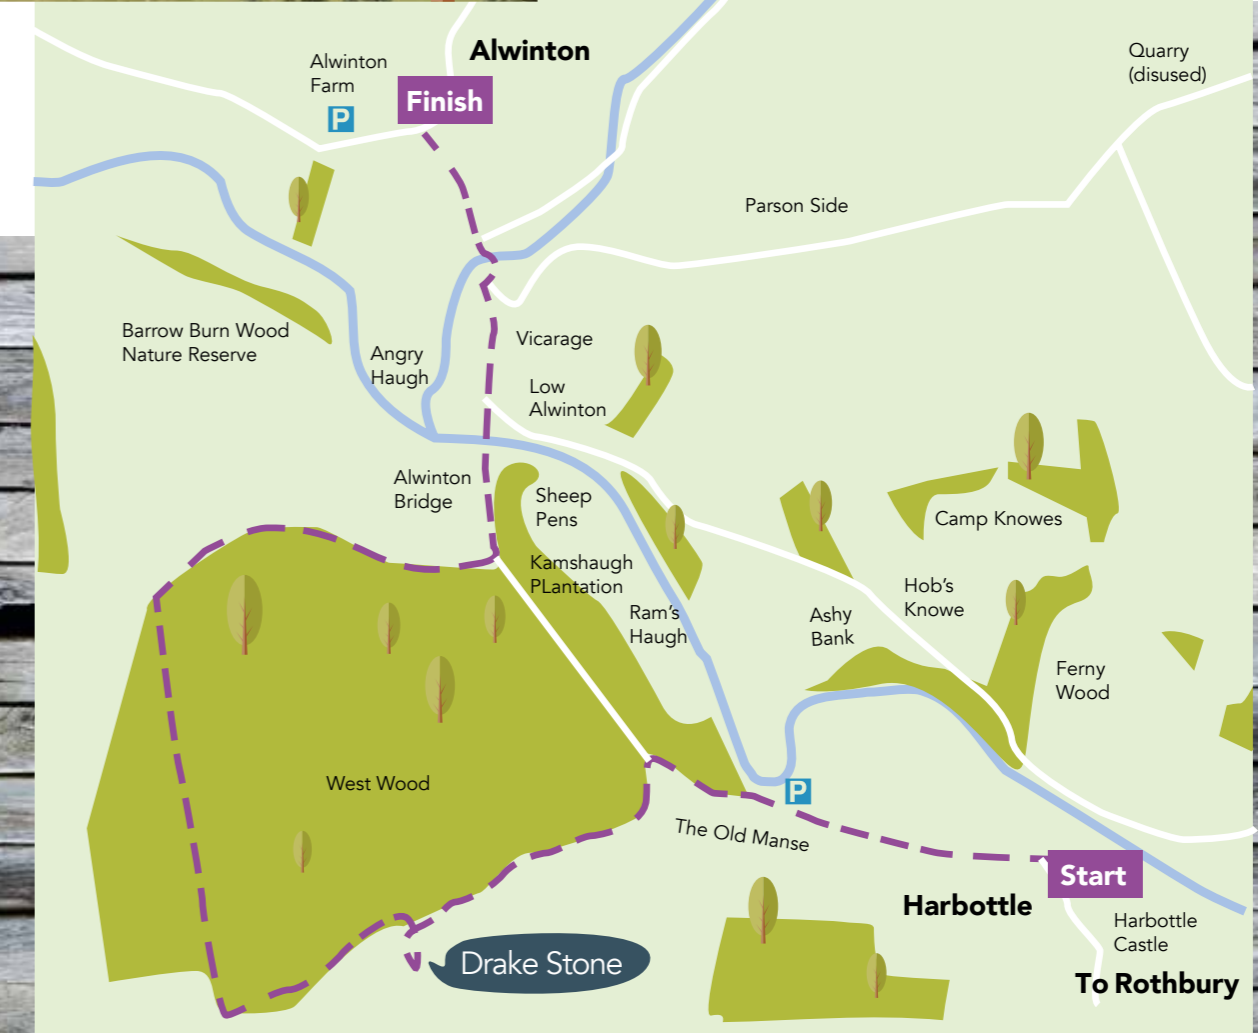 Alwinton
Alwinton
Farm
P
Finish
Quarry
(disused)
Parson Side
Barrow Burn Wood
Nature Reserve
Angry
Haugh
Vicarage
Low
Alwinton
Alwinton
Bridge
Sheep
Pens
Camp Knowes
Kamshaugh
PLantation
Ram's
Haugh
Hob's
Knowe
Ashy
Bank
Ferny
Wood
West Wood
P
The Old Manse
Start
Harbottle
Harbottle
Castle
Drake Stone
To Rothbury